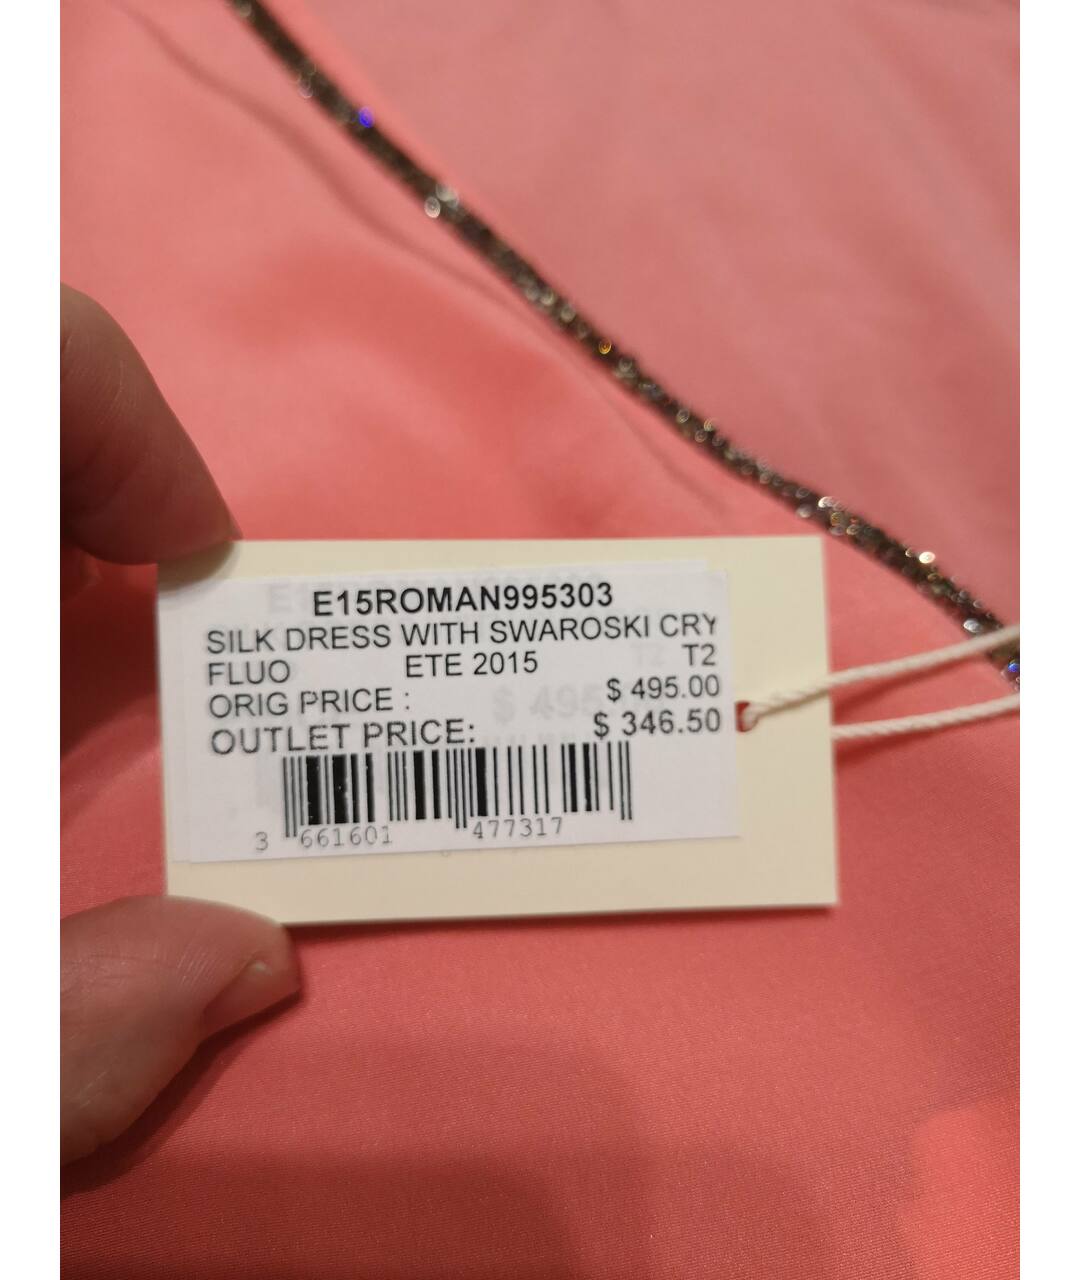 E15ROMAN995303
SILK DRESS WITH SWAROSKI CRY
FLUO ETE 2015 T2
ORIG PRICE : $ 495.00
OUTLET PRICE: $ 346.50
3 661601 477317